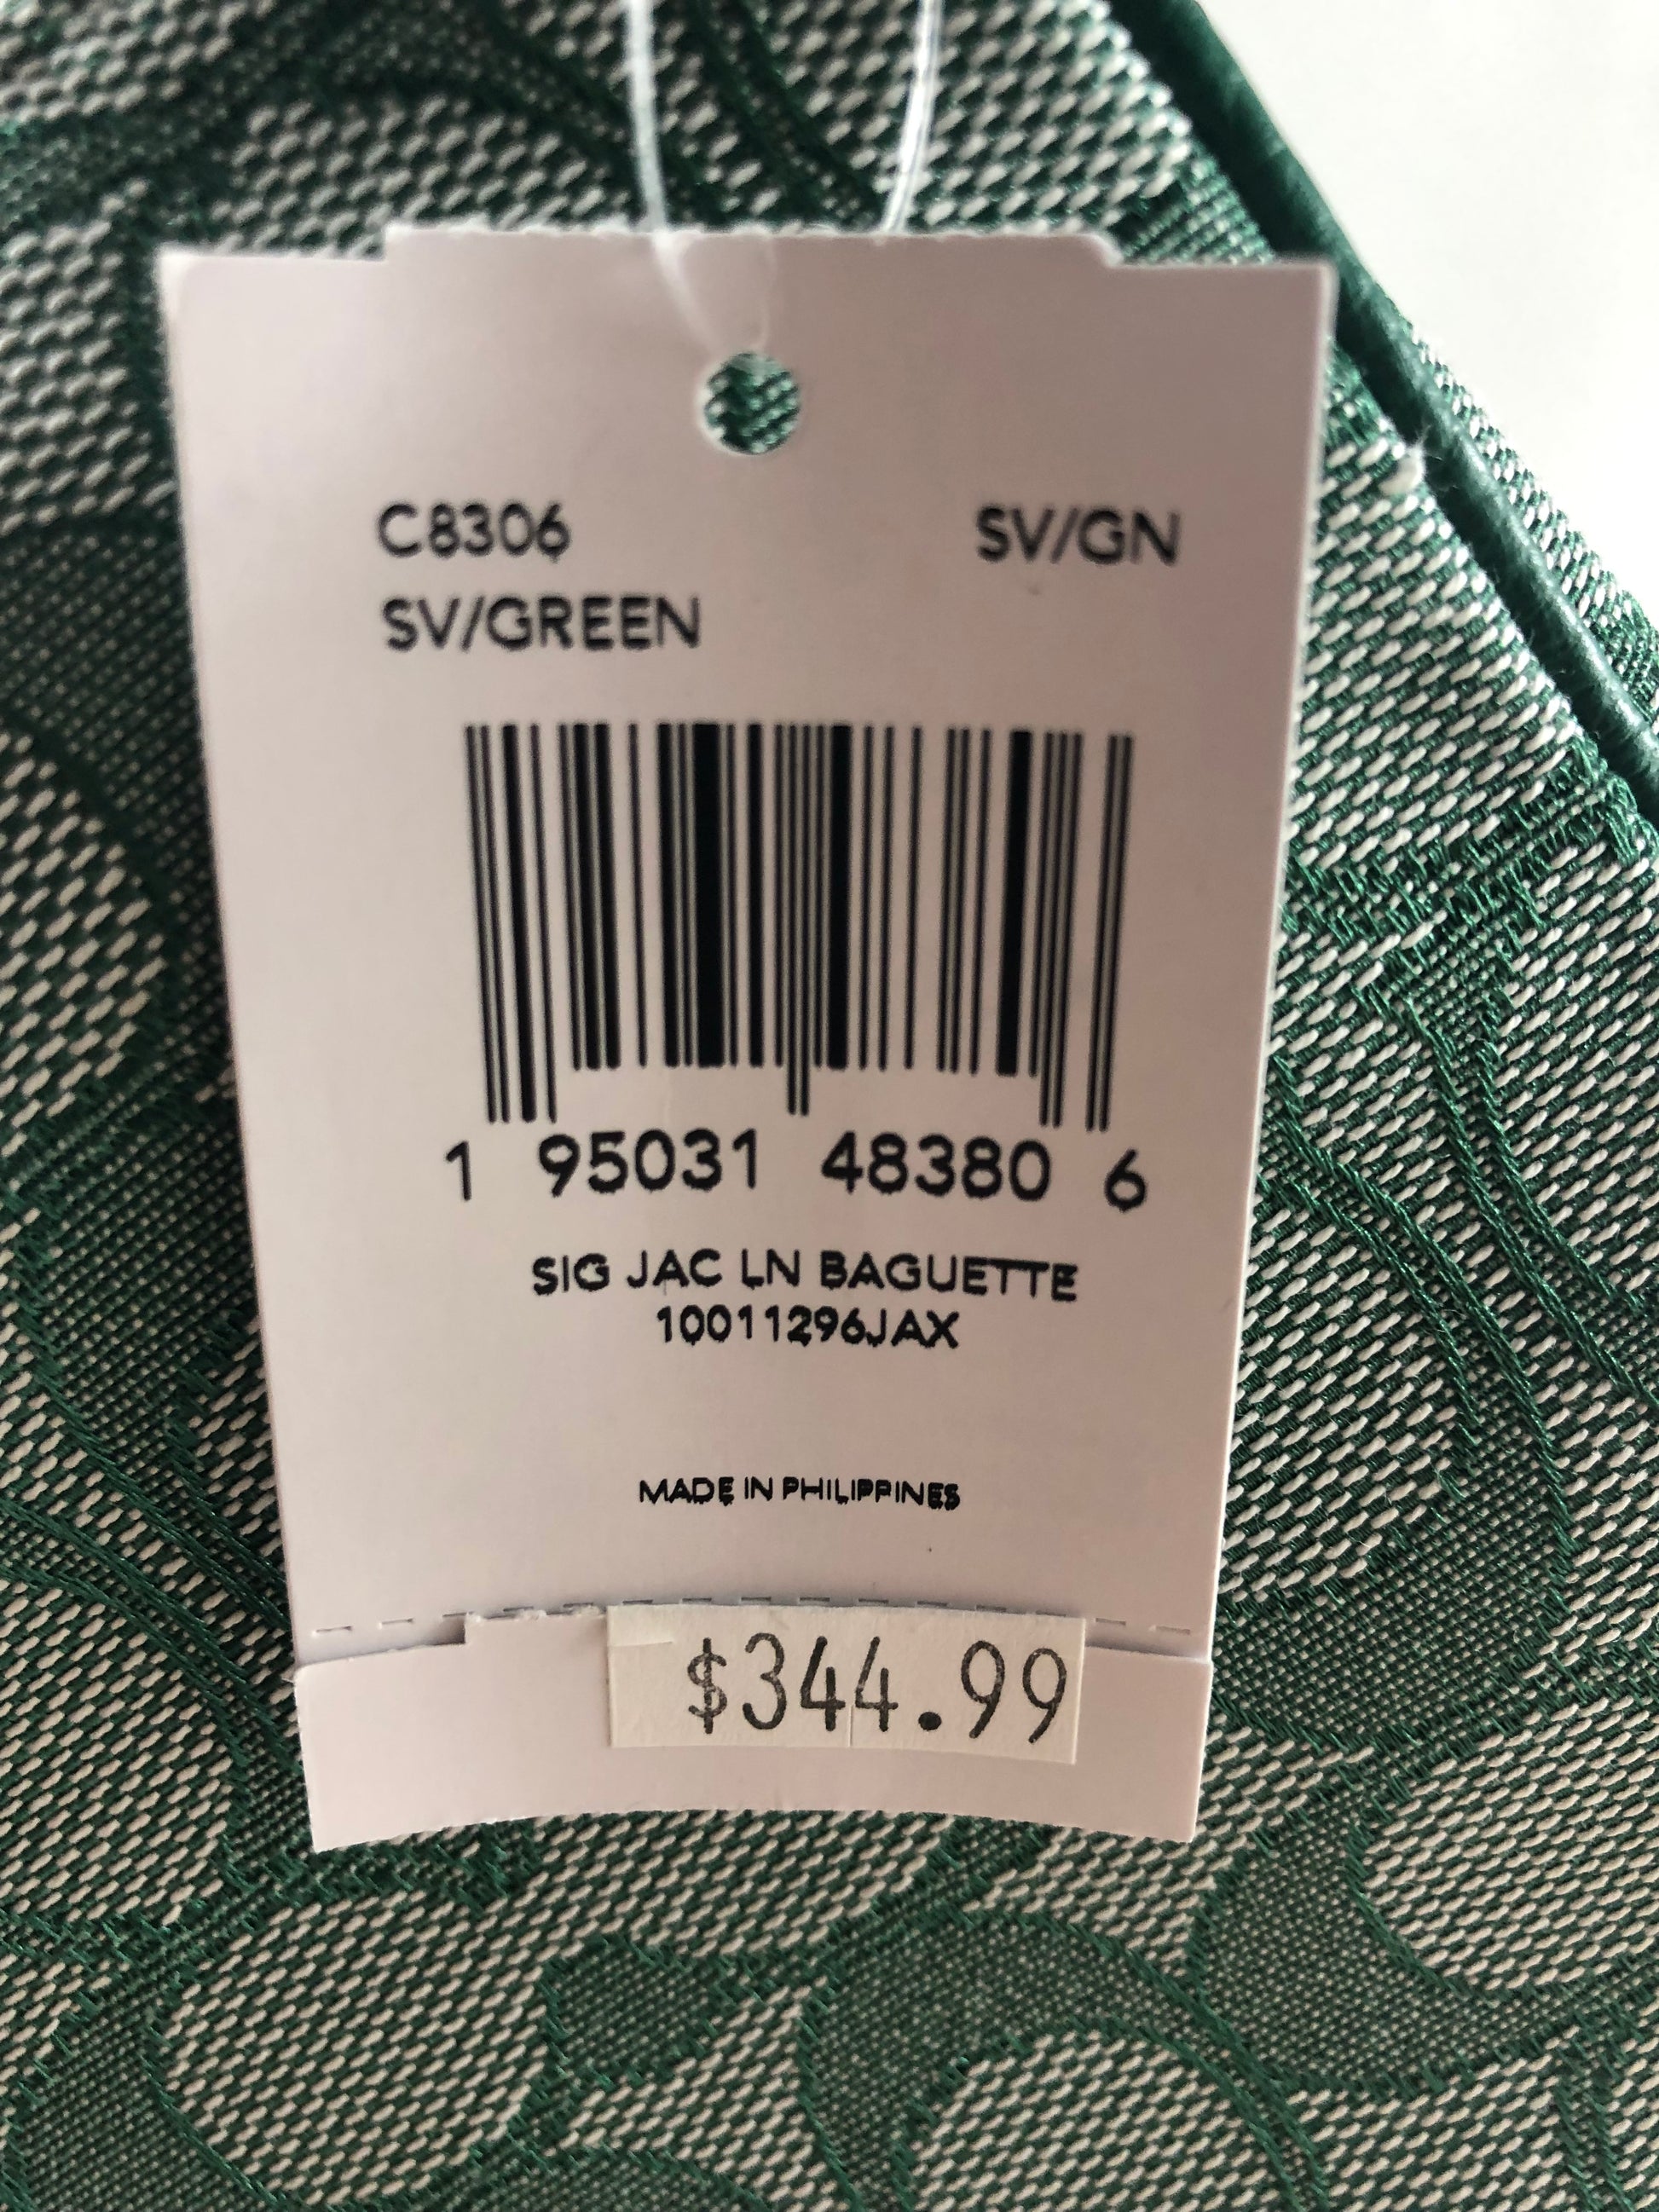 C8306 SV/GN
SV/GREEN
1 95031 48380 6
SIG JAC LN BAGUETTE
10011296JAX
MADE IN PHILIPPINES
$344.99